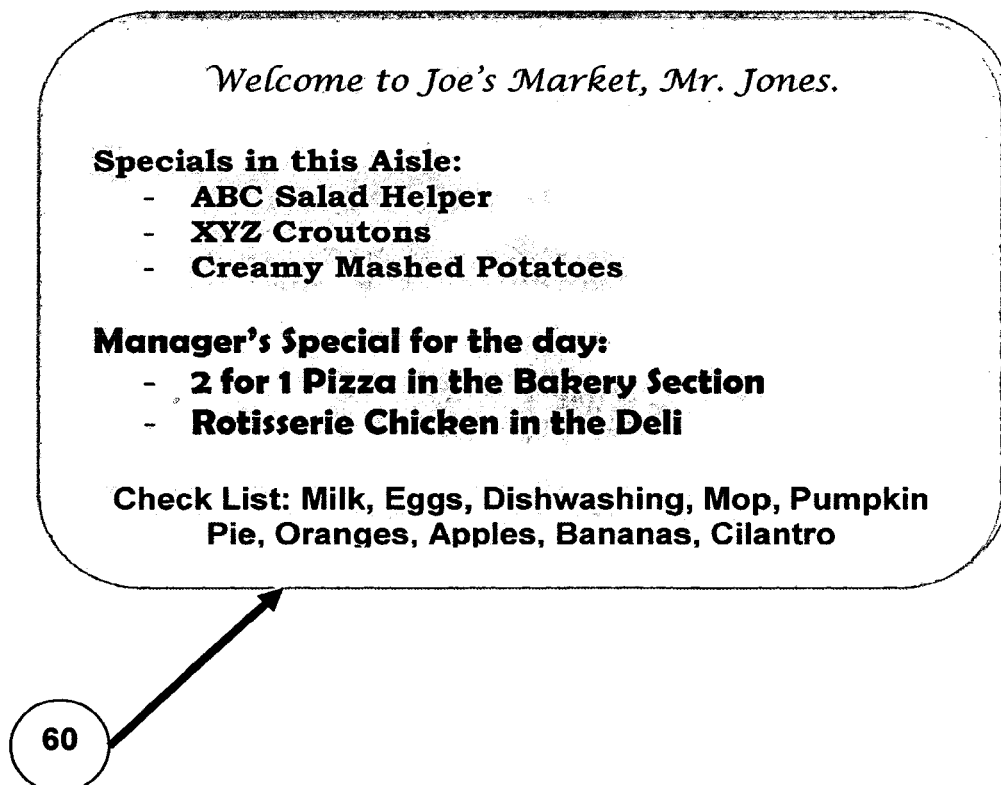 Welcome to Joe's Market, Mr. Jones.
Specials in this Aisle:
- ABC Salad Helper
- XYZ Croutons
- Creamy Mashed Potatoes
Manager's Special for the day:
- 2 for 1 Pizza in the Bakery Section
- Rotisserie Chicken in the Deli
Check List: Milk, Eggs, Dishwashing, Mop, Pumpkin
Pie, Oranges, Apples, Bananas, Cilantro
60